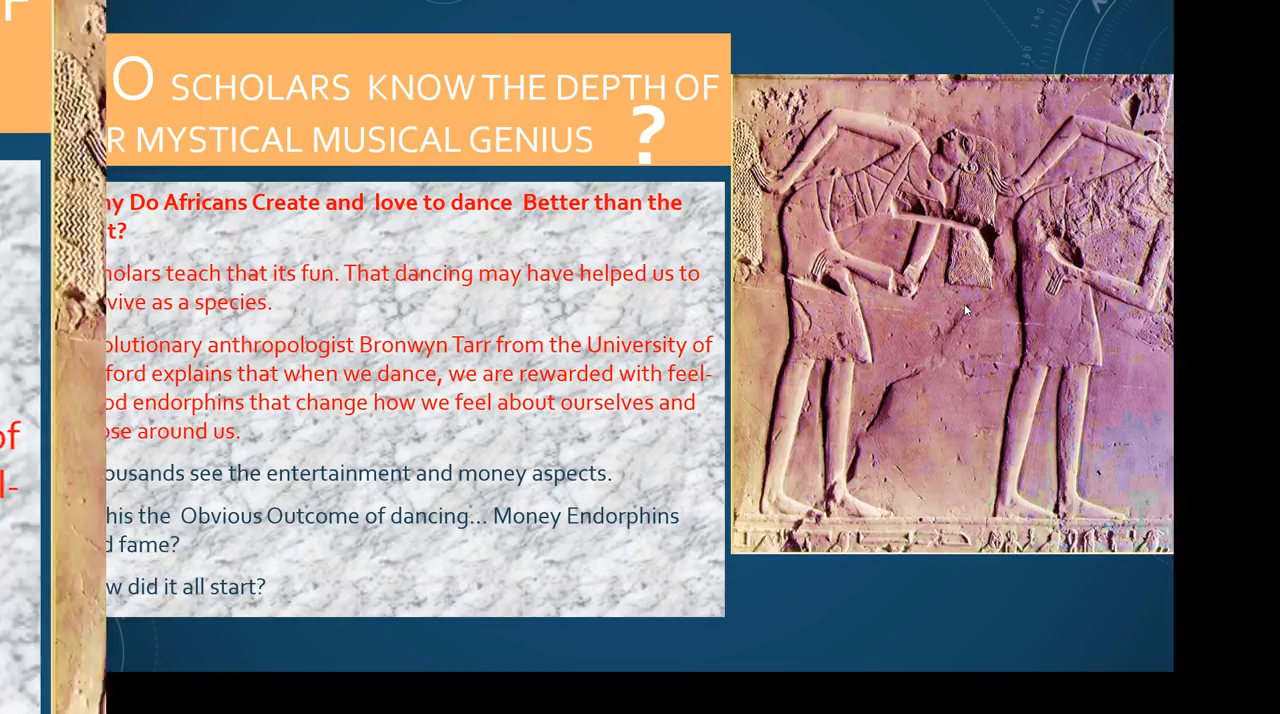 F
of
l-
O SCHOLARS KNOW THE DEPTH OF
R MYSTICAL MUSICAL GENIUS ?
hy Do Africans Create and love to dance Better than the
t?
holars teach that its fun. That dancing may have helped us to
vive as a species.
olutionary anthropologist Bronwyn Tarr from the University of
ford explains that when we dance, we are rewarded with feel-
od endorphins that change how we feel about ourselves and
ose around us.
ousands see the entertainment and money aspects.
his the Obvious Outcome of dancing... Money Endorphins
d fame?
w did it all start?
190